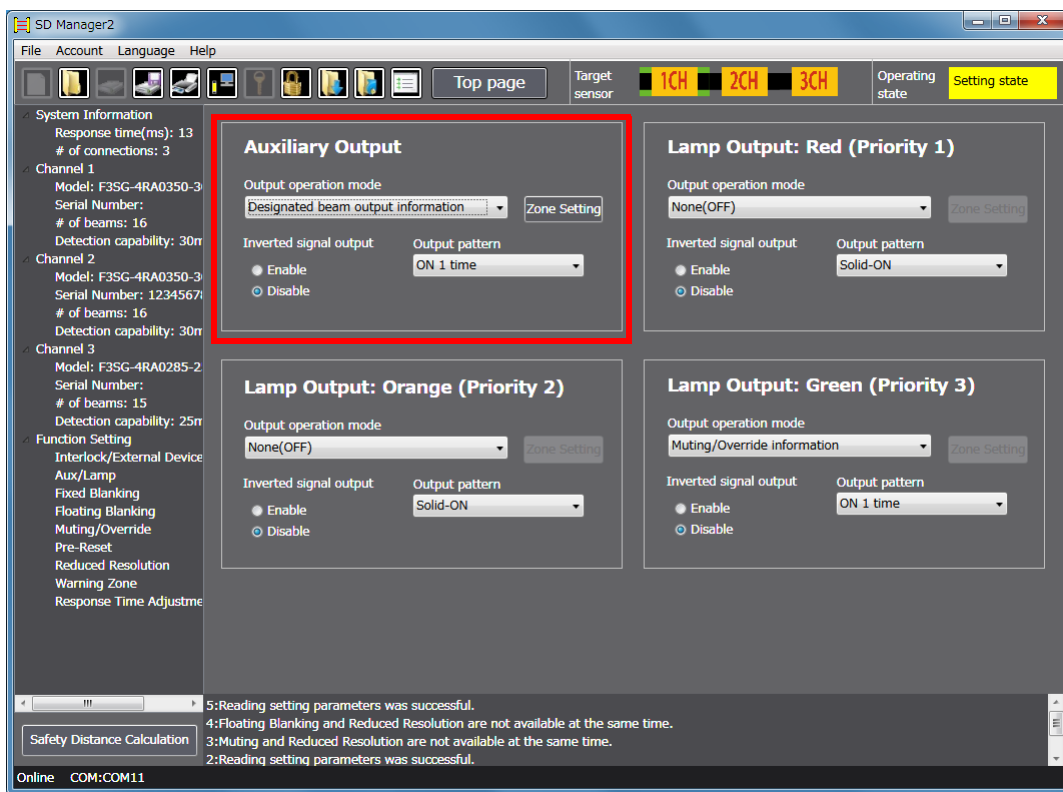 SD Manager2
File Account Language Help
Top page
Target sensor
1CH 2CH 3CH
Operating state
Setting state
System Information
Response time(ms): 13
# of connections: 3
Channel 1
Model: F3SG-4RA0350-3
Serial Number:
# of beams: 16
Detection capability: 30m
Channel 2
Model: F3SG-4RA0350-3
Serial Number: 1234567
# of beams: 16
Detection capability: 30m
Channel 3
Model: F3SG-4RA0285-2
Serial Number:
# of beams: 15
Detection capability: 25m
Function Setting
Interlock/External Device
Aux/Lamp
Fixed Blanking
Floating Blanking
Muting/Override
Pre-Reset
Reduced Resolution
Warning Zone
Response Time Adjustme
Safety Distance Calculation
Auxiliary Output
Output operation mode
Designated beam output information
Zone Setting
Inverted signal output
Output pattern
Enable
ON 1 time
Disable
Lamp Output: Red (Priority 1)
Output operation mode
None(OFF)
Zone Setting
Inverted signal output
Output pattern
Enable
Solid-ON
Disable
Lamp Output: Orange (Priority 2)
Output operation mode
None(OFF)
Zone Setting
Inverted signal output
Output pattern
Enable
Solid-ON
Disable
Lamp Output: Green (Priority 3)
Output operation mode
Muting/Override information
Zone Setting
Inverted signal output
Output pattern
Enable
ON 1 time
Disable
5:Reading setting parameters was successful.
4:Floating Blanking and Reduced Resolution are not available at the same time.
3:Muting and Reduced Resolution are not available at the same time.
2:Reading setting parameters was successful.
Online COM:COM11